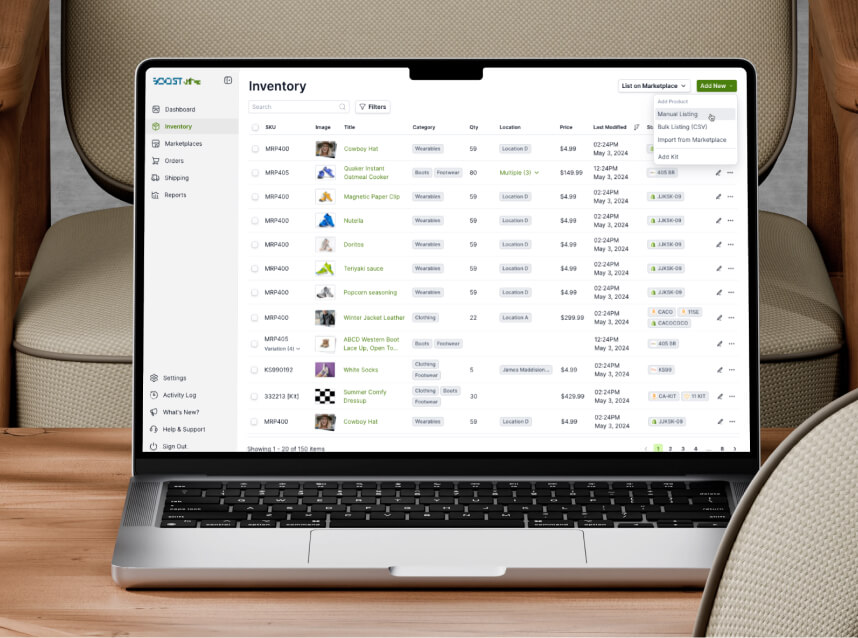 BOOST
Inventory
List on Marketplace
Add New
Search
Filters
Add Product
Manual Listing
Bulk Listing (CSV)
Import from Marketplace
Add Kit
Dashboard
Inventory
Marketplaces
Orders
Shipping
Reports
SKU Image Title Category Qty Location Price Last Modified
MRP400 Cowboy Hat Wearables 59 Location D $4.99 02:24PM
May 3, 2024
MRP405 Quaker Instant Boots Footwear 80 Multiple (3) $149.99 12:24PM 405 BB
Oatmeal Cooker May 3, 2024
MRP400 Magnetic Paper Clip Wearables 59 Location D $4.99 02:24PM JJKSK-09
May 3, 2024
MRP400 Nutella Wearables 59 Location D $4.99 02:24PM JJKSK-09
May 3, 2024
MRP400 Doritos Wearables 59 Location D $4.99 02:24PM JJKSK-09
May 3, 2024
MRP400 Teriyaki sauce Wearables 59 Location D $4.99 02:24PM JJKSK-09
May 3, 2024
MRP400 Popcorn seasoning Wearables 59 Location D $4.99 02:24PM JJKSK-09
May 3, 2024
MRP400 Winter Jacket Leather Clothing 22 Location A $299.99 02:24PM CACO 115E
May 3, 2024 CACOCOCO
MRP405 ABCD Western Boot Boots Footwear 12:24PM 405 BB
Variation (4) Lace Up, Open To... May 3, 2024
KS990192 White Socks Clothing 5 James Maddision... $4.99 02:24PM KS99
Footwear May 3, 2024
332213 [Kit] Summer Comfy Clothing Boots 30 $429.99 02:24PM CA-KIT 11 KIT
Dressup Footwear May 3, 2024
MRP400 Cowboy Hat Wearables 59 Location D $4.99 02:24PM JJKSK-09
May 3, 2024
Showing 1 - 20 of 150 items
1 2 3 4 ... 8
Settings
Activity Log
What's New?
Help & Support
Sign Out